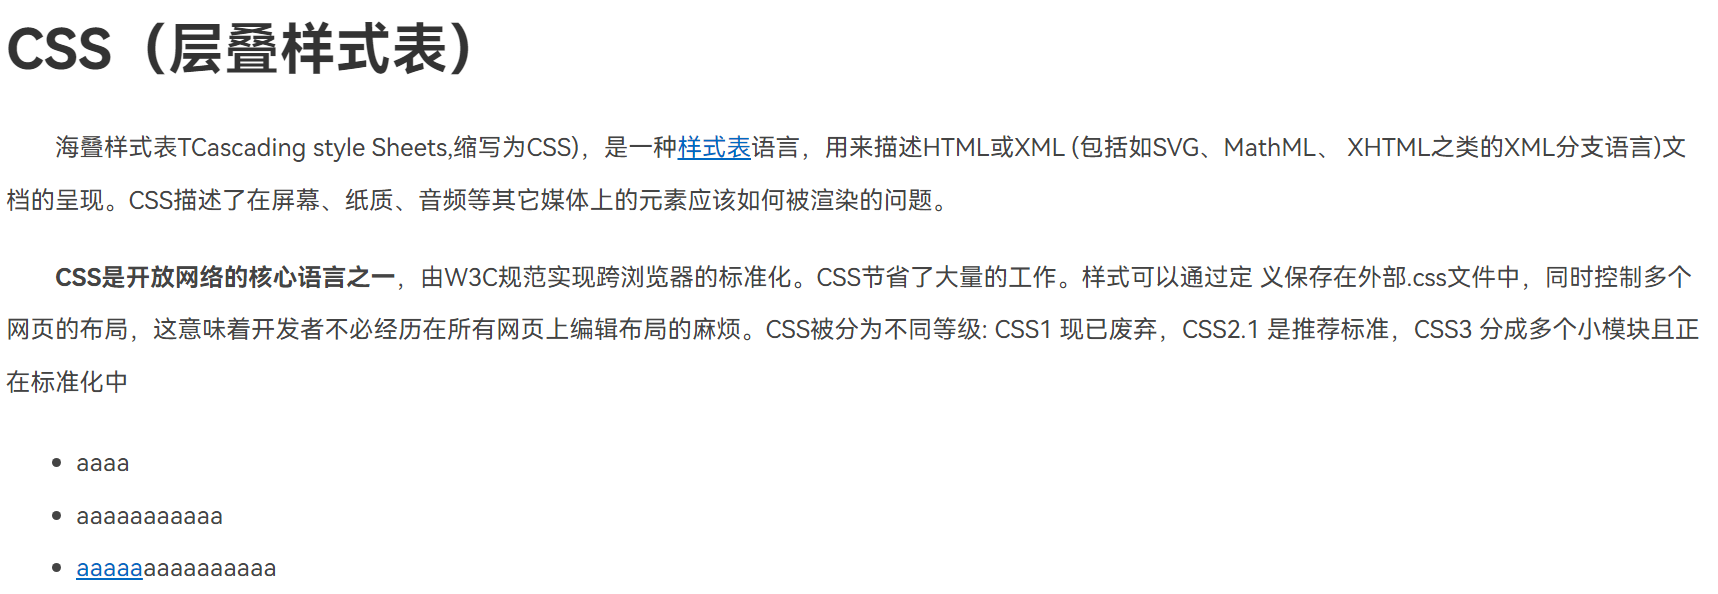 CSS（层叠样式表）
海叠样式表TCascading style Sheets,缩写为CSS)，是一种样式表语言，用来描述HTML或XML (包括如SVG、MathML、 XHTML之类的XML分支语言)文
档的呈现。CSS描述了在屏幕、纸质、音频等其它媒体上的元素应该如何被渲染的问题。
CSS是开放网络的核心语言之一，由W3C规范实现跨浏览器的标准化。CSS节省了大量的工作。样式可以通过定 义保存在外部.css文件中，同时控制多个
网页的布局，这意味着开发者不必经历在所有网页上编辑布局的麻烦。CSS被分为不同等级: CSS1 现已废弃，CSS2.1 是推荐标准，CSS3 分成多个小模块且正
在标准化中
• aaaa
• aaaaaaaaaaa
• aaaaaaaaaaaaaaa